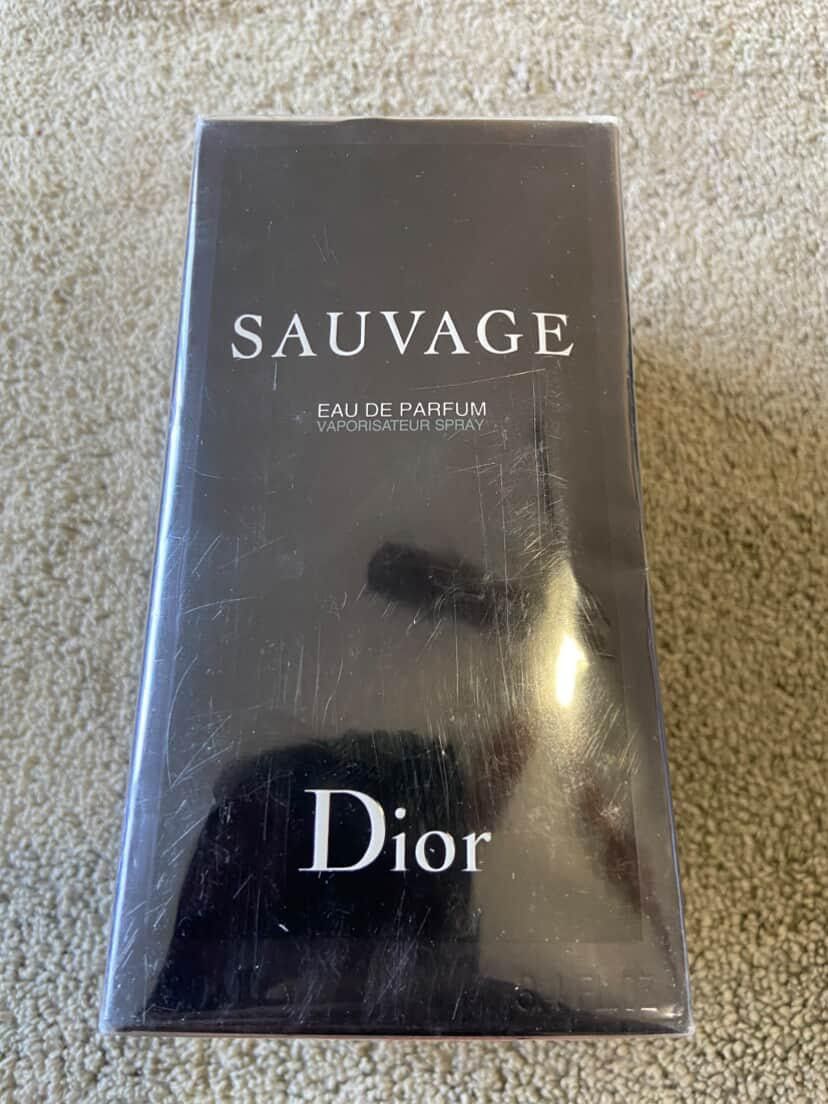 SAUVAGE
EAU DE PARFUM
VAPORISATEUR SPRAY
Dior